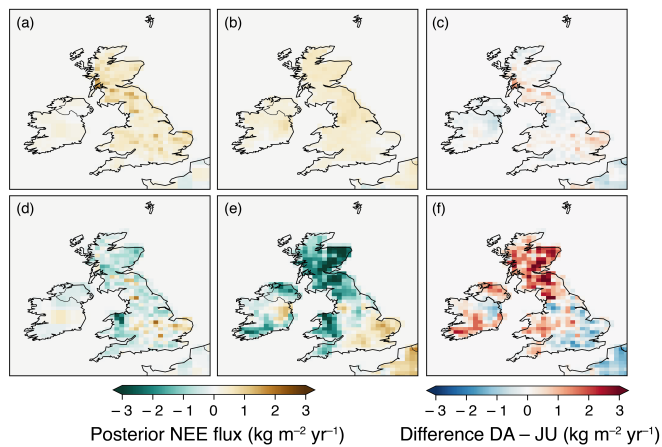 (a) (b) (c)
(d) (e) (f)
− 3 − 2 − 1 0 1 2 3 − 3 − 2 − 1 0 1 2 3
Posterior NEE flux (kg m⁻² yr⁻¹) Difference DA – JU (kg m⁻² yr⁻¹)